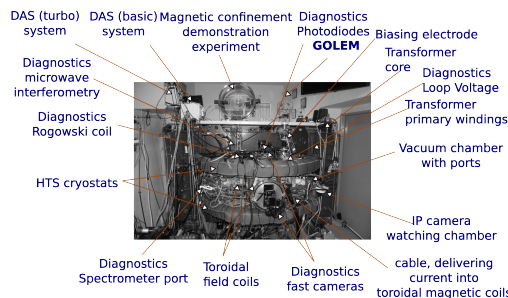 DAS (turbo)
system
DAS (basic)
system
Magnetic confinement
demonstration
experiment
Diagnostics
Photodiodes
GOLEM
Biasing electrode
Transformer
core
Diagnostics
Loop Voltage
Diagnostics
microwave
interferometry
Transformer
primary windings
Diagnostics
Rogowski coil
Vacuum chamber
with ports
HTS cryostats
IP camera
watching chamber
Diagnostics
Spectrometer port
Toroidal
field coils
Diagnostics
fast cameras
cable, delivering
current into
toroidal magnetic coils